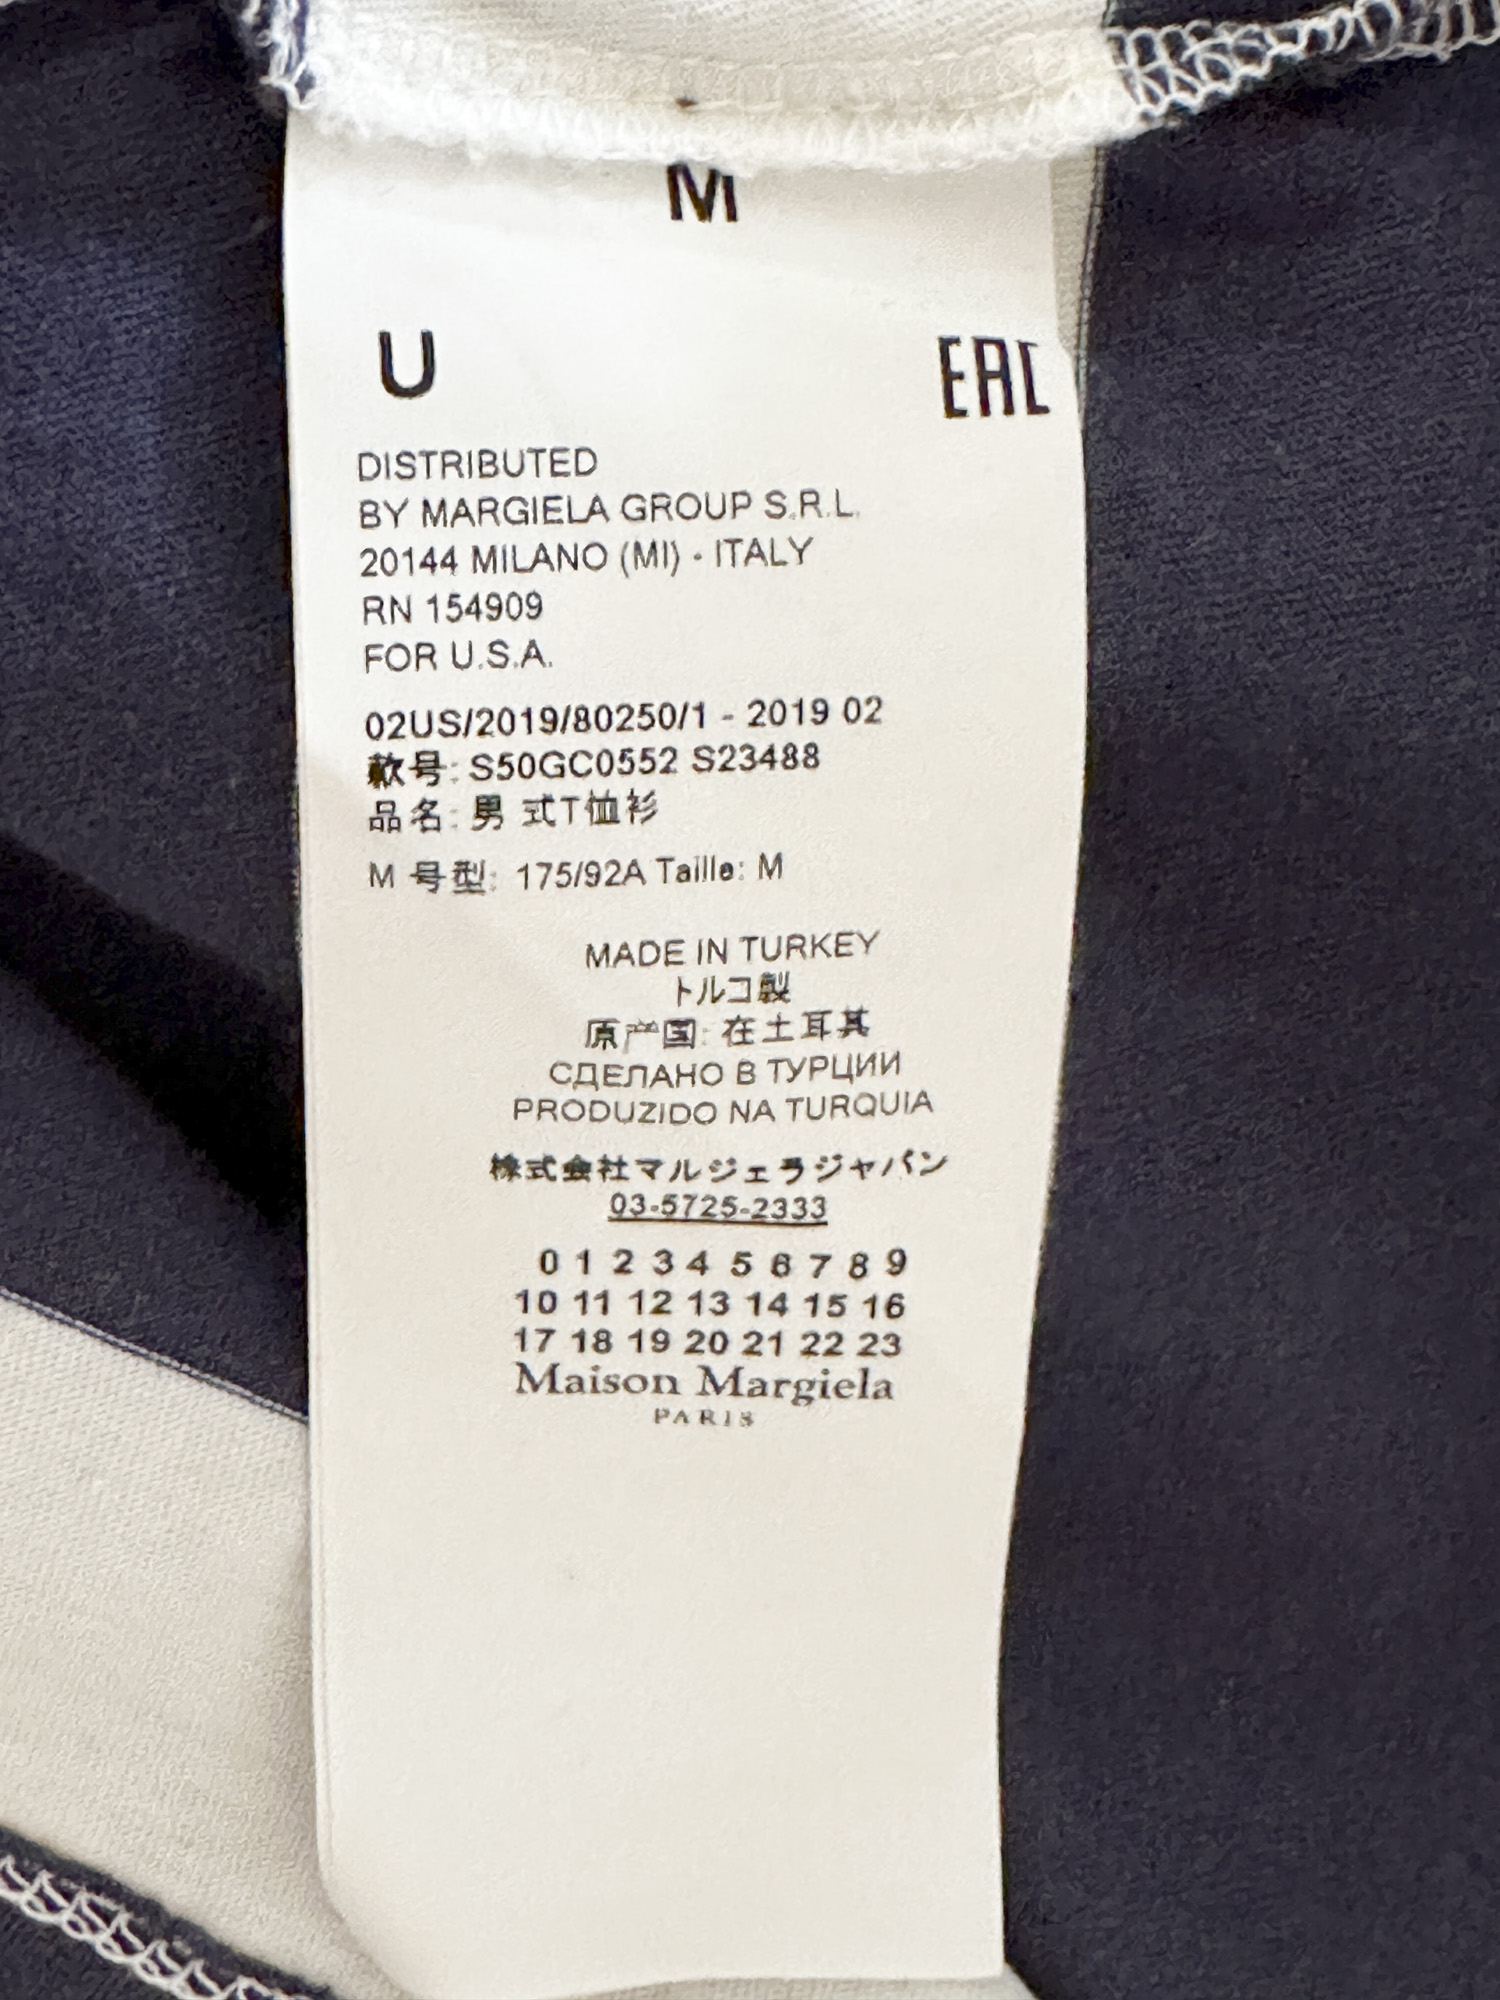 M
U
EAC
DISTRIBUTED
BY MARGIELA GROUP S.R.L.
20144 MILANO (MI) - ITALY
RN 154909
FOR U.S.A.
02US/2019/80250/1 - 2019 02
款号: S50GC0552 S23488
品名: 男 式T恤衫
M 号型: 175/92A Taille: M
MADE IN TURKEY
トルコ製
原产国: 在土耳其
СДЕЛАНО В ТУРЦИИ
PRODUZIDO NA TURQUIA
株式会社マルジェラジャパン
03-5725-2333
0 1 2 3 4 5 6 7 8 9
10 11 12 13 14 15 16
17 18 19 20 21 22 23
Maison Margiela
PARIS